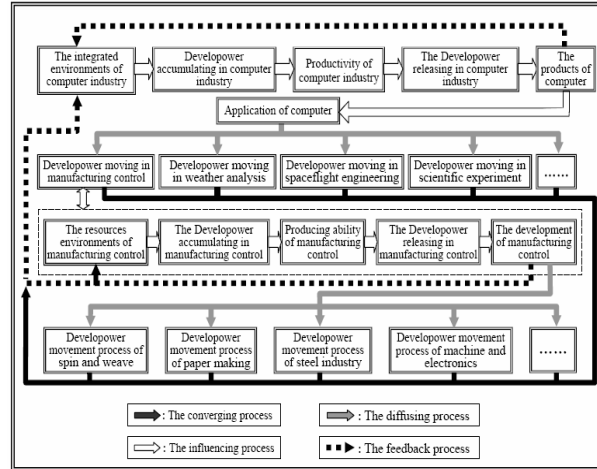 The integrated
environments of
computer industry
Developower
accumulating in computer
industry
Productivity of
computer industry
The Developower
releasing in computer
industry
The
products of
computer
Application of computer
Developower moving in
manufacturing control
Developower moving
in weather analysis
Developower moving in
spaceflight engineering
Developower moving in
scientific experiment
……
The resources
environments of
manufacturing control
The Developower
accumulating in
manufacturing control
Producing ability
of manufacturing
control
The Developower
releasing in
manufacturing control
The development
of manufacturing
control
Developower
movement process of
spin and weave
Developower
movement process
of paper making
Developower
movement process
of steel industry
Developower movement
process of machine and
electronics
……
: The converging process
: The diffusing process
: The influencing process
: The feedback process